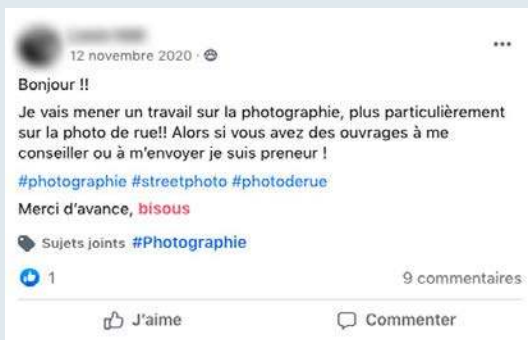 12 novembre 2020 ·
Bonjour !!
Je vais mener un travail sur la photographie, plus particulièrement
sur la photo de rue!! Alors si vous avez des ouvrages à me
conseiller ou à m'envoyer je suis preneur !
#photographie #streetphoto #photoderue
Merci d'avance, bisous
Sujets joints #Photographie
1 9 commentaires
J'aime Commenter